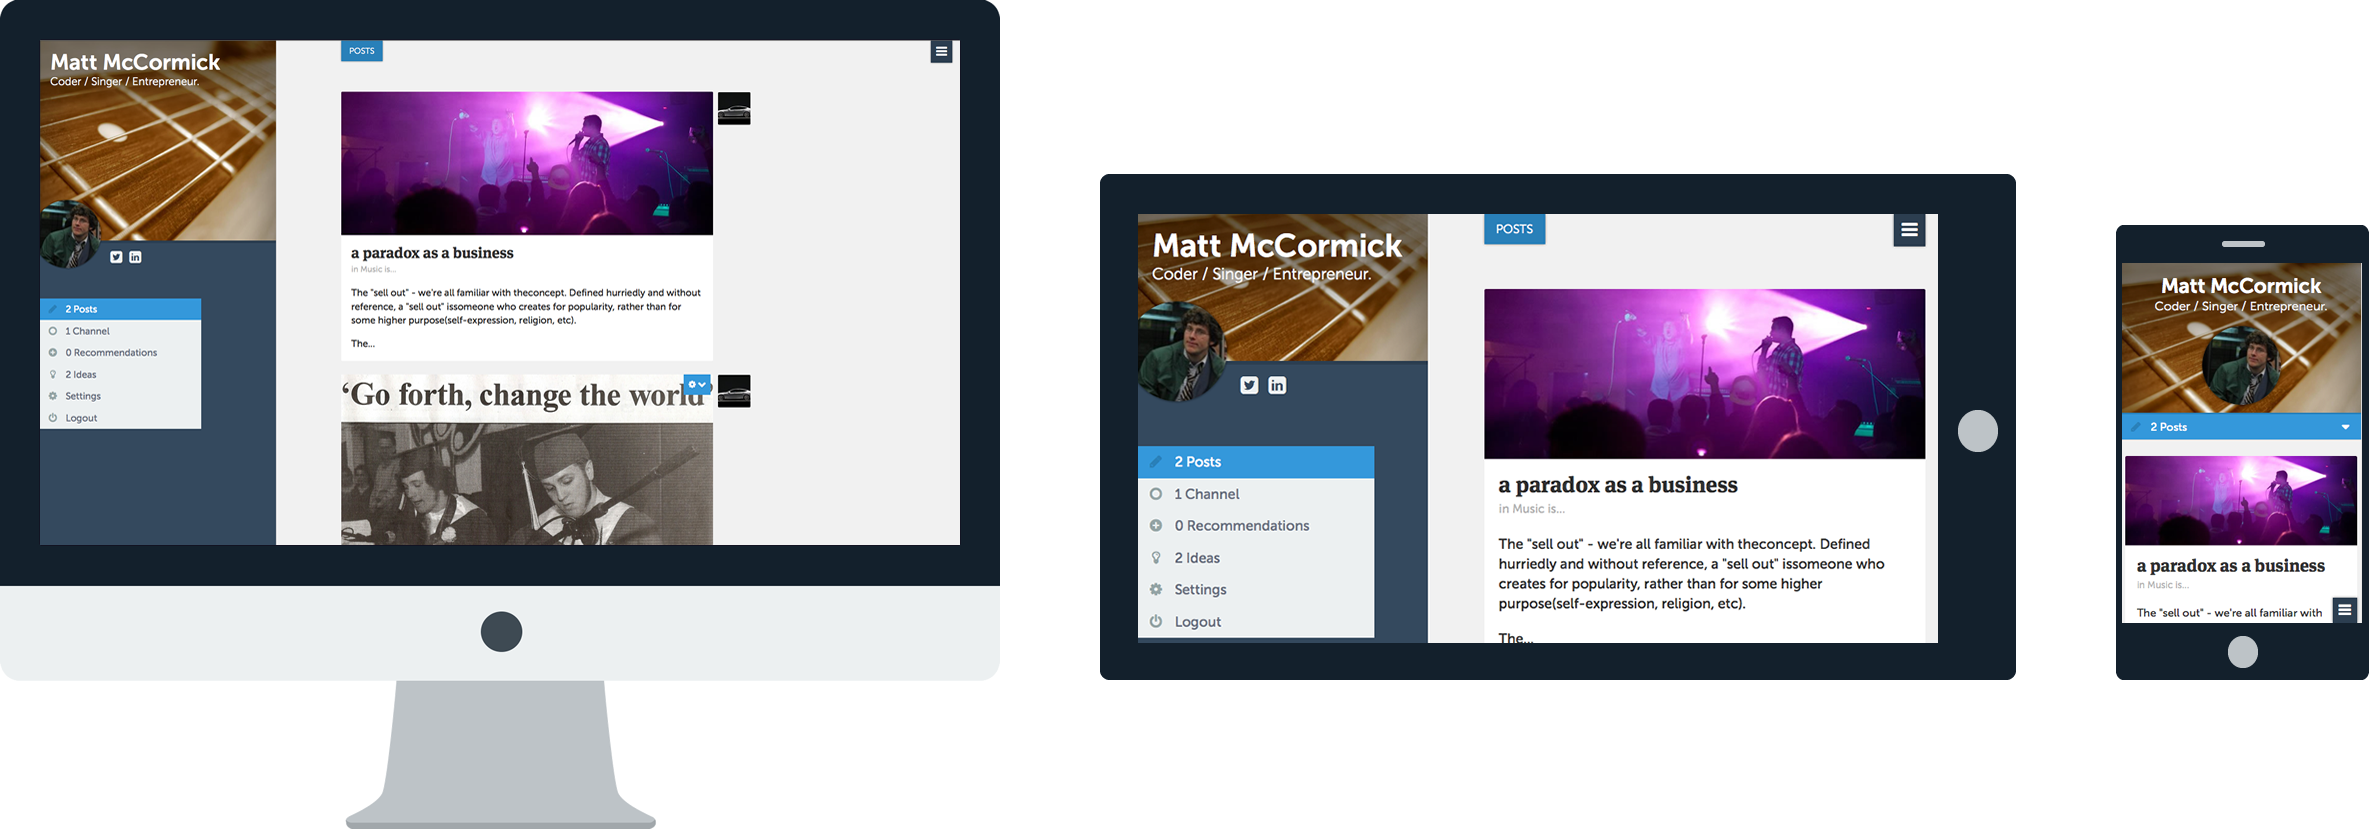 Matt McCormick
Coder / Singer / Entrepreneur.
2 Posts
1 Channel
0 Recommendations
2 Ideas
Settings
Logout
POSTS
a paradox as a business
in Music is...
The "sell out" - we're all familiar with theconcept. Defined hurriedly and without
reference, a "sell out" issomeone who creates for popularity, rather than for
some higher purpose(self-expression, religion, etc).
The...
‘Go forth, change the world’
Matt McCormick
Coder / Singer / Entrepreneur.
in
2 Posts
1 Channel
0 Recommendations
2 Ideas
Settings
Logout
POSTS
a paradox as a business
in Music is...
The "sell out" - we're all familiar with theconcept. Defined
hurriedly and without reference, a "sell out" issomeone who
creates for popularity, rather than for some higher
purpose(self-expression, religion, etc).
The...
Matt McCormick
Coder / Singer / Entrepreneur.
2 Posts
a paradox as a business
in Music is...
The "sell out" - we're all familiar with